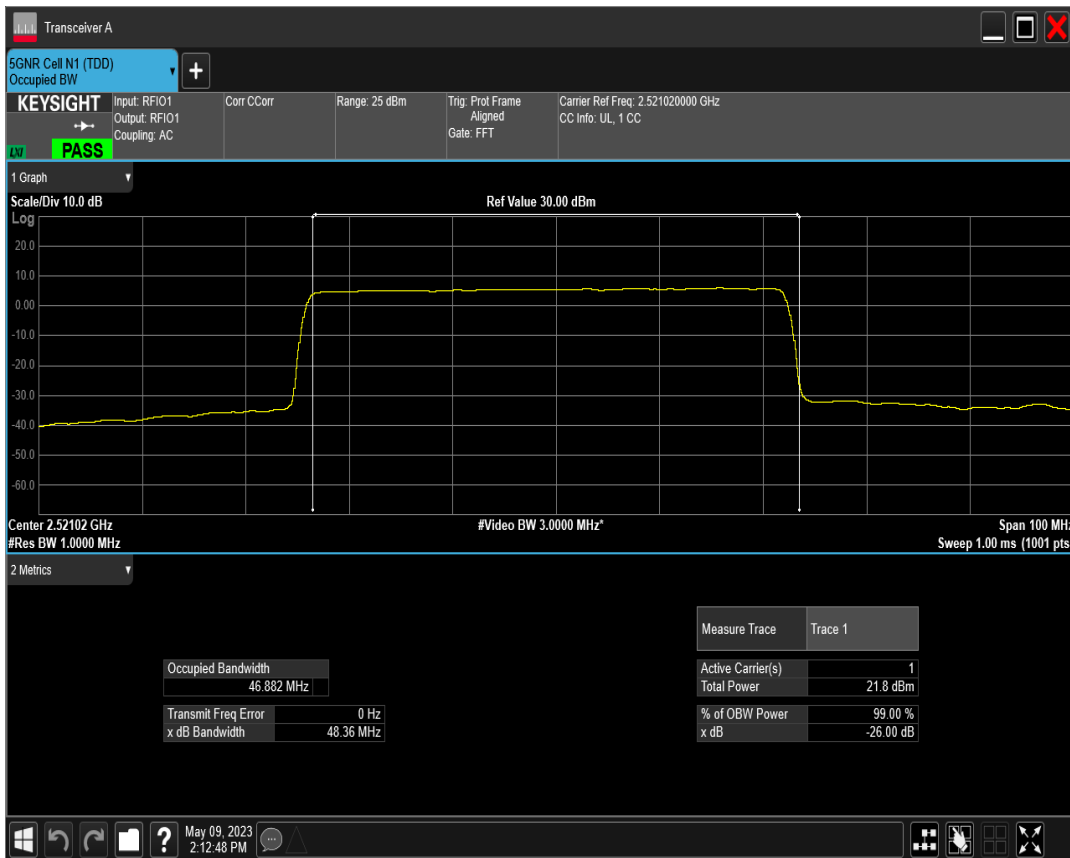 Transceiver A
5GNR Cell N1 (TDD)
Occupied BW
+
KEYSIGHT
LXI
PASS
Input: RFIO1
Output: RFIO1
Coupling: AC
Corr CCorr
Range: 25 dBm
Trig: Prot Frame
Aligned
Gate: FFT
Carrier Ref Freq: 2.521020000 GHz
CC Info: UL, 1 CC
1 Graph
Scale/Div 10.0 dB
Ref Value 30.00 dBm
Log
20.0
10.0
0.00
-10.0
-20.0
-30.0
-40.0
-50.0
-60.0
Center 2.52102 GHz
#Video BW 3.0000 MHz*
Span 100 MHz
#Res BW 1.0000 MHz
Sweep 1.00 ms (1001 pts
2 Metrics
Measure Trace Trace 1
Occupied Bandwidth
46.882 MHz
Active Carrier(s) 1
Total Power 21.8 dBm
Transmit Freq Error 0 Hz
x dB Bandwidth 48.36 MHz
% of OBW Power 99.00 %
x dB -26.00 dB
?
May 09, 2023
2:12:48 PM